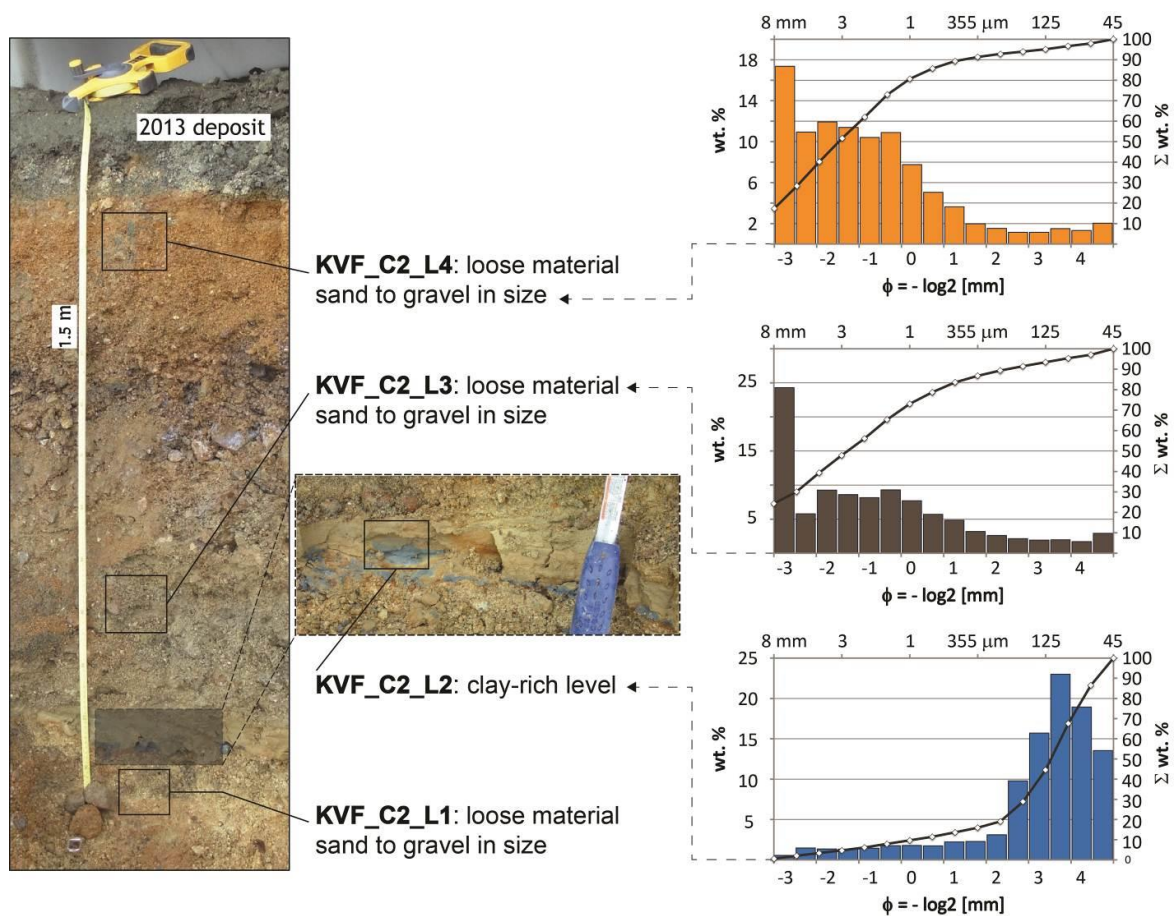 2013 deposit
1.5 m
KVF_C2_L4: loose material
sand to gravel in size
KVF_C2_L3: loose material
sand to gravel in size
KVF_C2_L2: clay-rich level
KVF_C2_L1: loose material
sand to gravel in size
8 mm 3 1 355 μm 125 45
wt. %
18
14
10
6
2
100
90
80
70
60
50
40
30
20
10
Σ wt. %
-3 -2 -1 0 1 2 3 4
ϕ = - log2 [mm]
8 mm 3 1 355 μm 125 45
wt. %
25
15
5
100
90
80
70
60
50
40
30
20
10
Σ wt. %
-3 -2 -1 0 1 2 3 4
ϕ = - log2 [mm]
8 mm 3 1 355 μm 125 45
wt. %
25
20
15
10
5
100
90
80
70
60
50
40
30
20
10
0
Σ wt. %
-3 -2 -1 0 1 2 3 4
ϕ = - log2 [mm]